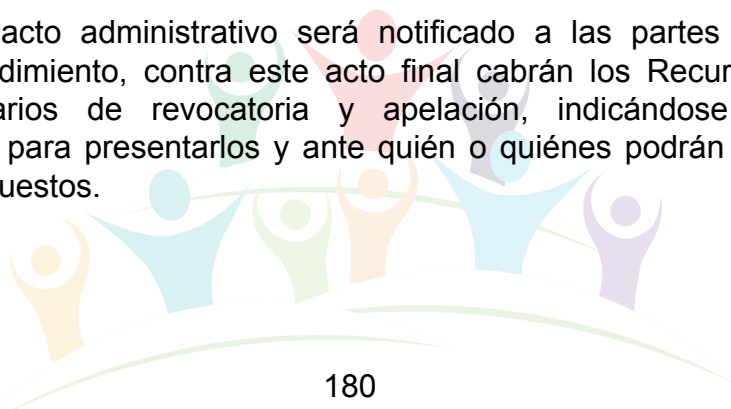 acto administrativo será notificado a las partes
dimiento, contra este acto final cabrán los Recur
arios de revocatoria y apelación, indicándose
para presentarlos y ante quién o quiénes podrán
uestos.
180